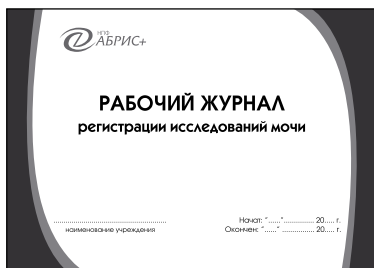 НПФ
АБРИС+
РАБОЧИЙ ЖУРНАЛ
регистрации исследований мочи
......................................................
наименование учреждения
Начат: "......"............... 20..... г.
Окончен: "......" ................ 20..... г.